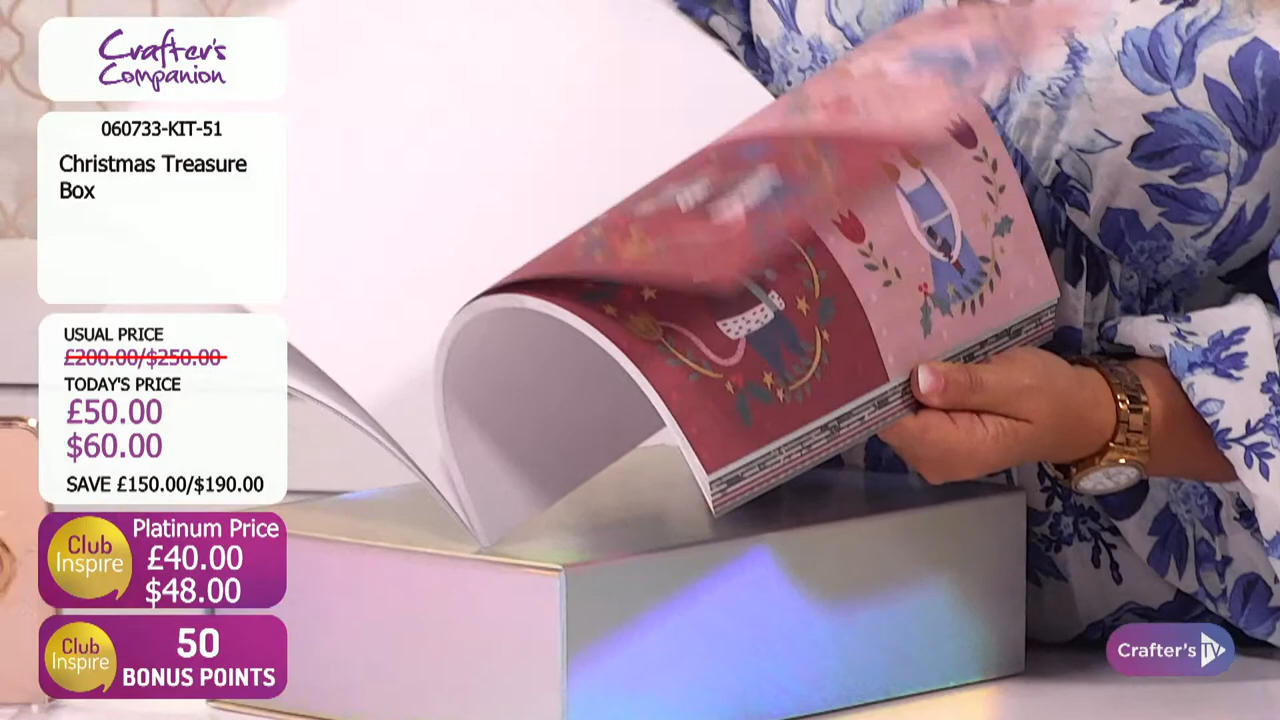 Crafter's
Companion
060733-KIT-51
Christmas Treasure
Box
USUAL PRICE
£200.00/$250.00
TODAY'S PRICE
£50.00
$60.00
SAVE £150.00/$190.00
Club
Inspire
Platinum Price
£40.00
$48.00
Club
Inspire
50
BONUS POINTS
Crafter's TV